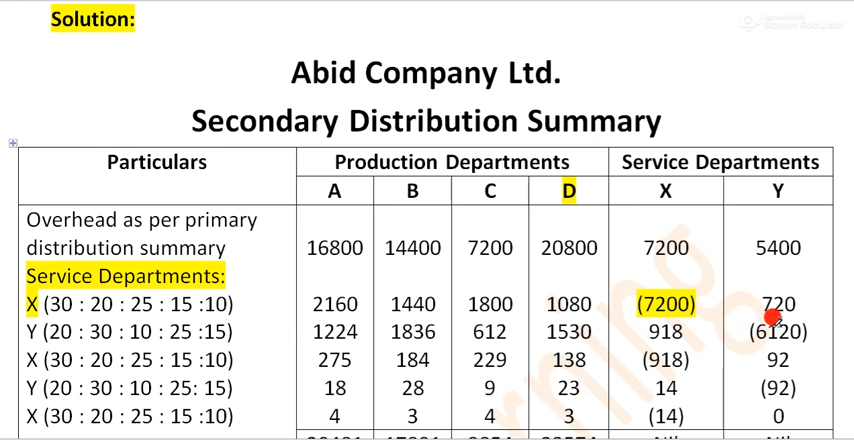 Solution:
Abid Company Ltd.
Secondary Distribution Summary
Particulars Production Departments Service Departments
A B C D X Y
Overhead as per primary
distribution summary 16800 14400 7200 20800 7200 5400
Service Departments:
X (30 : 20 : 25 : 15 :10) 2160 1440 1800 1080 (7200) 720
Y (20 : 30 : 10 : 25 :15) 1224 1836 612 1530 918 (6120)
X (30 : 20 : 25 : 15 :10) 275 184 229 138 (918) 92
Y (20 : 30 : 10 : 25: 15) 18 28 9 23 14 (92)
X (30 : 20 : 25 : 15 :10) 4 3 4 3 (14) 0